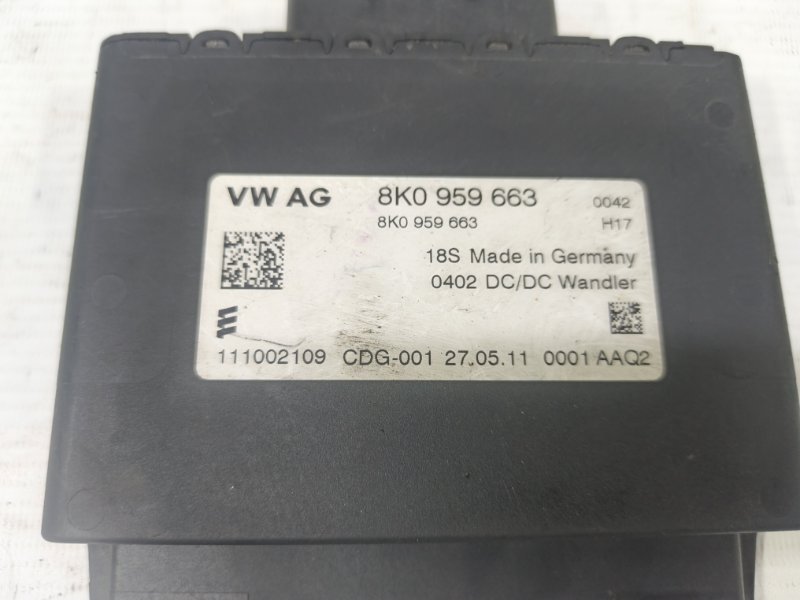 VW AG 8K0 959 663 0042
8K0 959 663 H17
18S Made in Germany
0402 DC/DC Wandler
111002109 CDG-001 27.05.11 0001 AAQ2